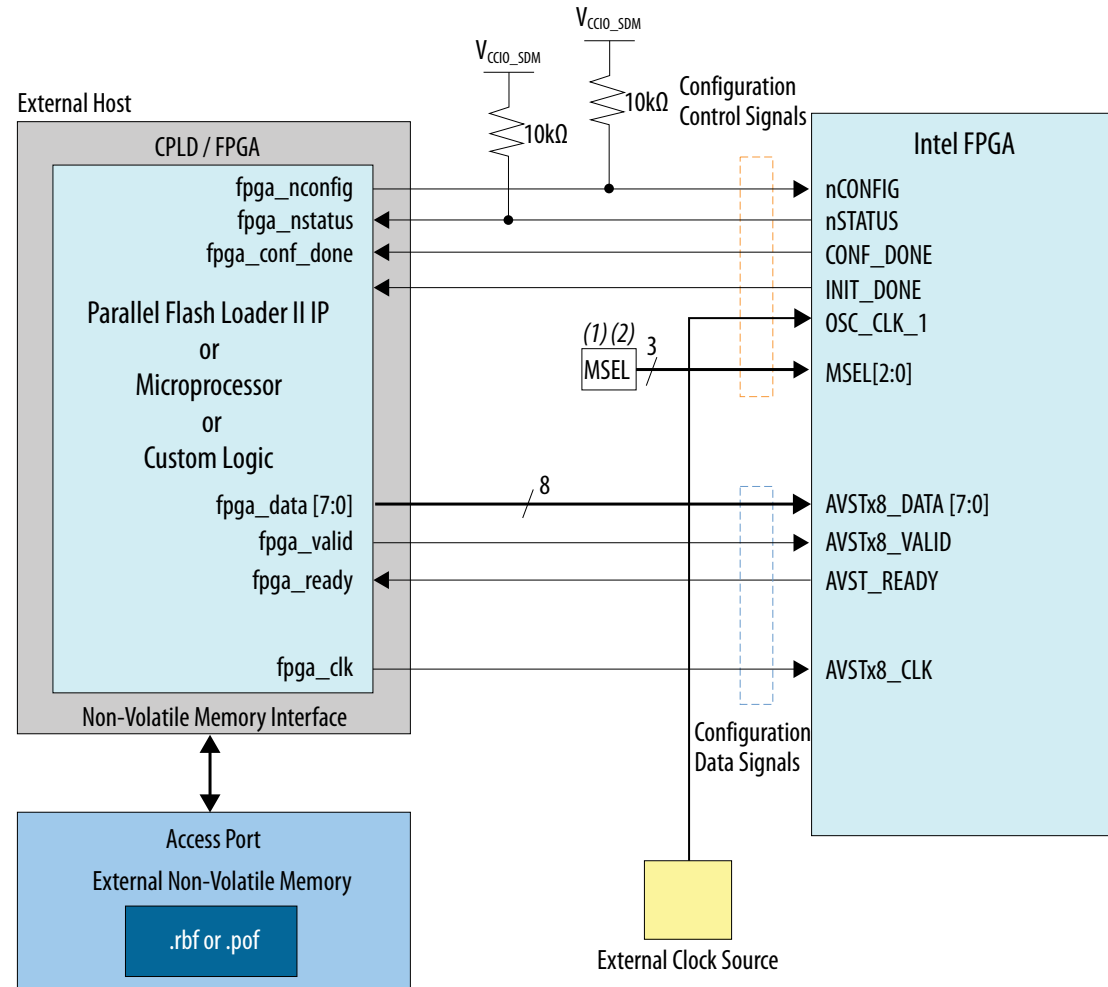 V_CCIO_SDM
V_CCIO_SDM
10kΩ
10kΩ
Configuration
Control Signals
External Host
CPLD / FPGA
Intel FPGA
fpga_nconfig
nCONFIG
fpga_nstatus
nSTATUS
fpga_conf_done
CONF_DONE
INIT_DONE
OSC_CLK_1
Parallel Flash Loader II IP
or
Microprocessor
or
Custom Logic
(1) (2)
MSEL
3
MSEL[2:0]
fpga_data [7:0]
8
AVSTx8_DATA [7:0]
fpga_valid
AVSTx8_VALID
fpga_ready
AVST_READY
fpga_clk
AVSTx8_CLK
Non-Volatile Memory Interface
Configuration
Data Signals
Access Port
External Non-Volatile Memory
.rbf or .pof
External Clock Source